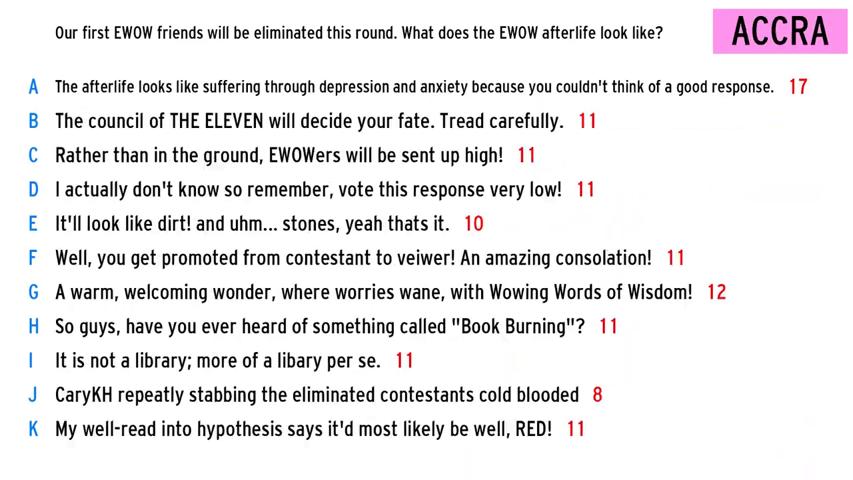 Our first EWOW friends will be eliminated this round. What does the EWOW afterlife look like?
ACCRA
A The afterlife looks like suffering through depression and anxiety because you couldn't think of a good response. 17
B The council of THE ELEVEN will decide your fate. Tread carefully. 11
C Rather than in the ground, EWOWers will be sent up high! 11
D I actually don't know so remember, vote this response very low! 11
E It'll look like dirt! and uhm... stones, yeah thats it. 10
F Well, you get promoted from contestant to veiwer! An amazing consolation! 11
G A warm, welcoming wonder, where worries wane, with Wowing Words of Wisdom! 12
H So guys, have you ever heard of something called "Book Burning"? 11
I It is not a library; more of a libary per se. 11
J CaryKH repeatly stabbing the eliminated contestants cold blooded 8
K My well-read into hypothesis says it'd most likely be well, RED! 11